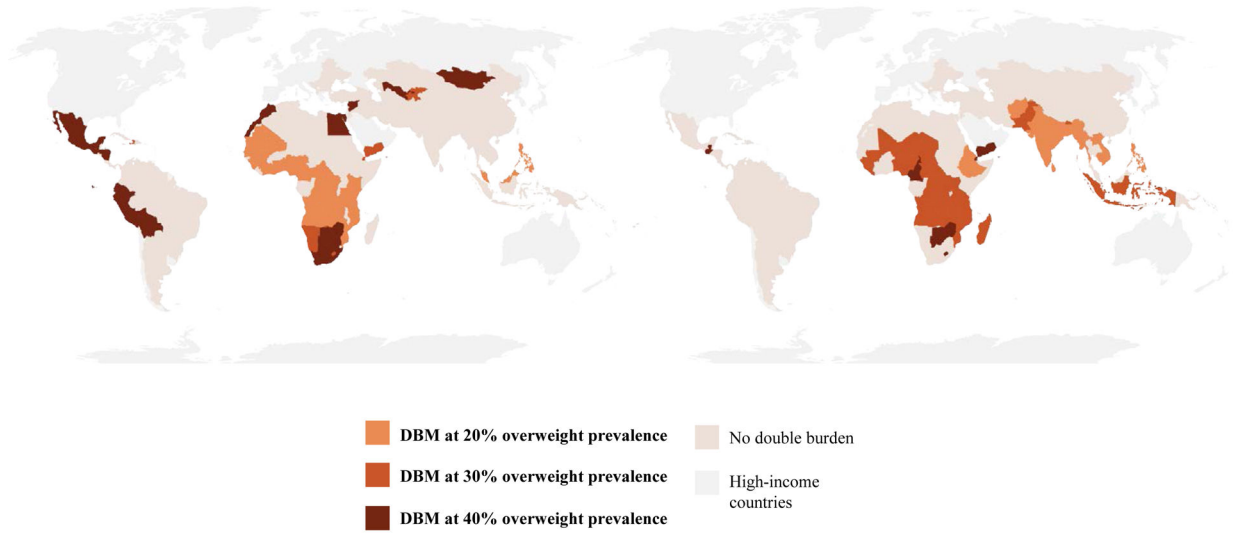 DBM at 20% overweight prevalence
DBM at 30% overweight prevalence
DBM at 40% overweight prevalence
No double burden
High-income
countries